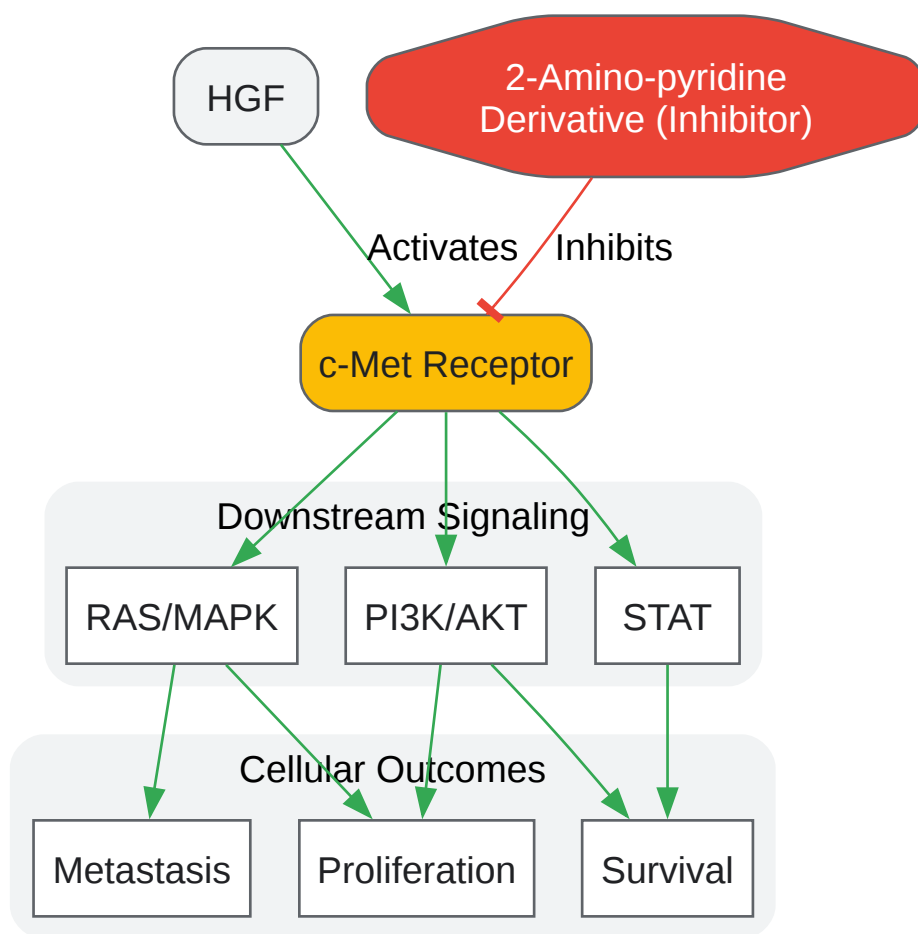 HGF
2-Amino-pyridine
Derivative (Inhibitor)
Activates
Inhibits
c-Met Receptor
Downstream Signaling
RAS/MAPK
PI3K/AKT
STAT
Cellular Outcomes
Metastasis
Proliferation
Survival